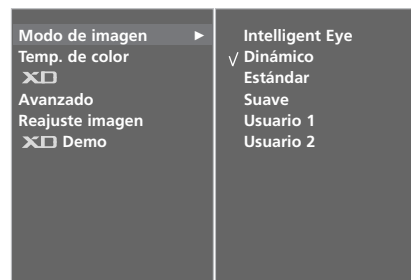 Modo de imagen ►
Temp. de color
XD
Avanzado
Reajuste imagen
XD Demo
Intelligent Eye
√ Dinámico
Estándar
Suave
Usuario 1
Usuario 2